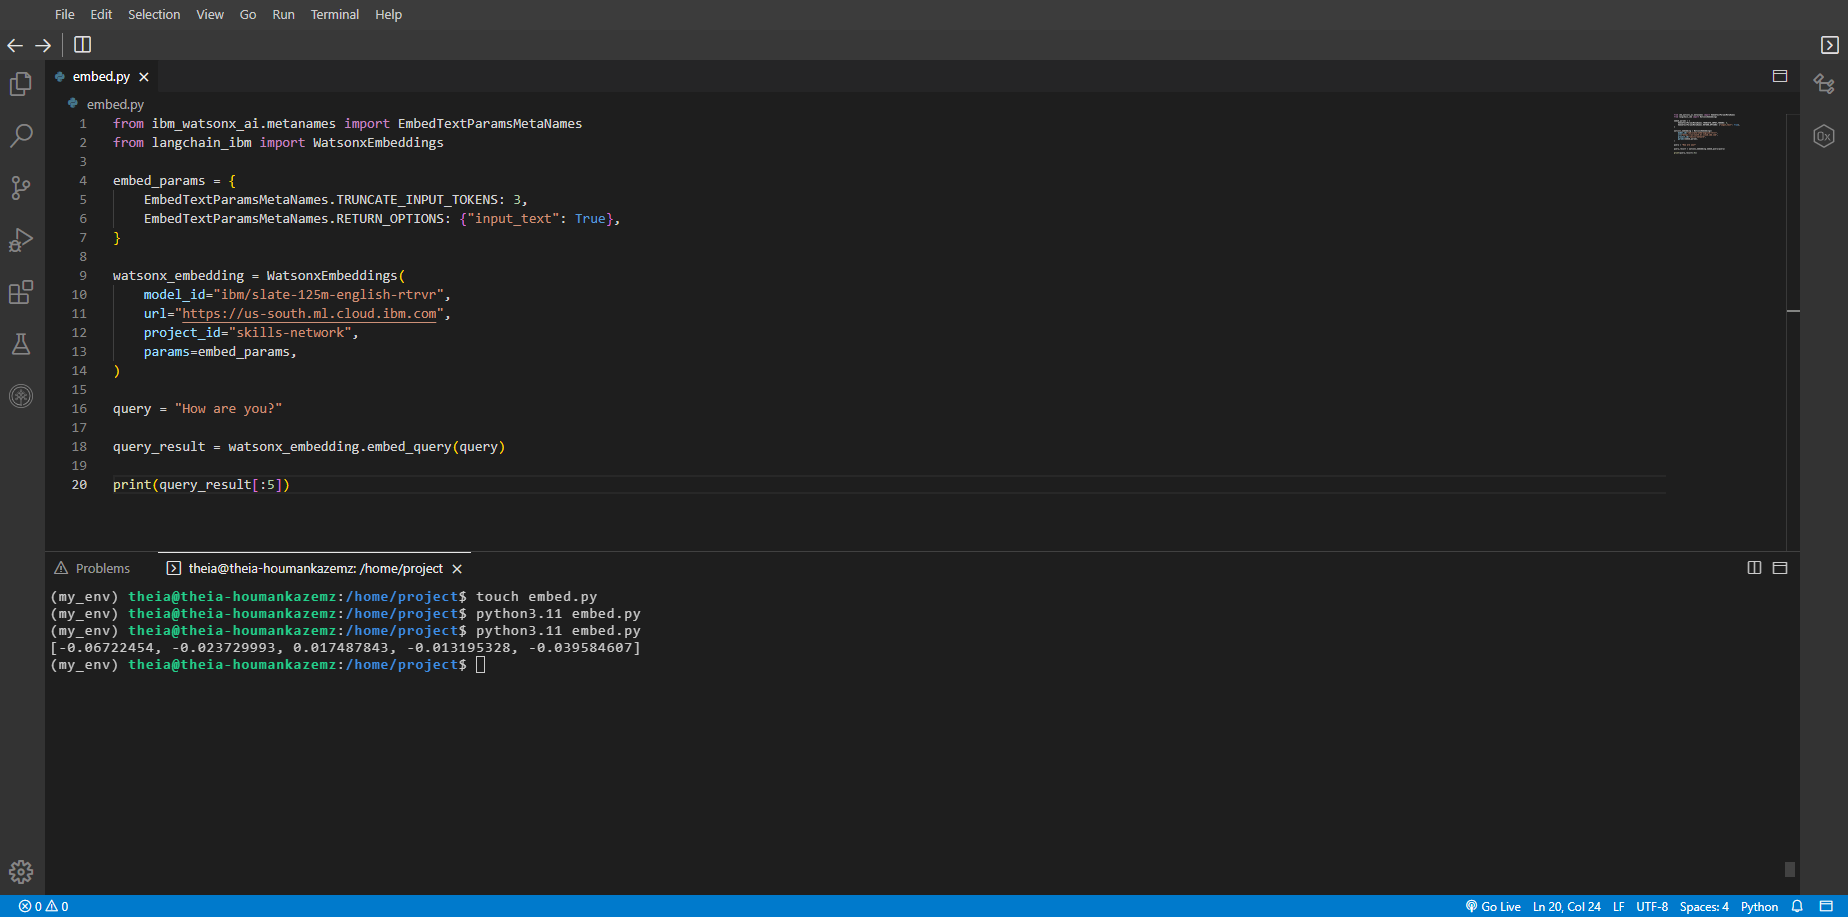 File Edit Selection View Go Run Terminal Help
embed.py
embed.py
1 from ibm_watsonx_ai.metanames import EmbedTextParamsMetaNames
2 from langchain_ibm import WatsonxEmbeddings
3
4 embed_params = {
5     EmbedTextParamsMetaNames.TRUNCATE_INPUT_TOKENS: 3,
6     EmbedTextParamsMetaNames.RETURN_OPTIONS: {"input_text": True},
7 }
8
9 watsonx_embedding = WatsonxEmbeddings(
10     model_id="ibm/slate-125m-english-rtrvr",
11     url="https://us-south.ml.cloud.ibm.com",
12     project_id="skills-network",
13     params=embed_params,
14 )
15
16 query = "How are you?"
17
18 query_result = watsonx_embedding.embed_query(query)
19
20 print(query_result[:5])
Problems theia@theia-houmankazemz: /home/project
(my_env) theia@theia-houmankazemz:/home/project$ touch embed.py
(my_env) theia@theia-houmankazemz:/home/project$ python3.11 embed.py
(my_env) theia@theia-houmankazemz:/home/project$ python3.11 embed.py
[-0.06722454, -0.023729993, 0.017487843, -0.013195328, -0.039584607]
(my_env) theia@theia-houmankazemz:/home/project$
0 0 Go Live Ln 20, Col 24 LF UTF-8 Spaces: 4 Python